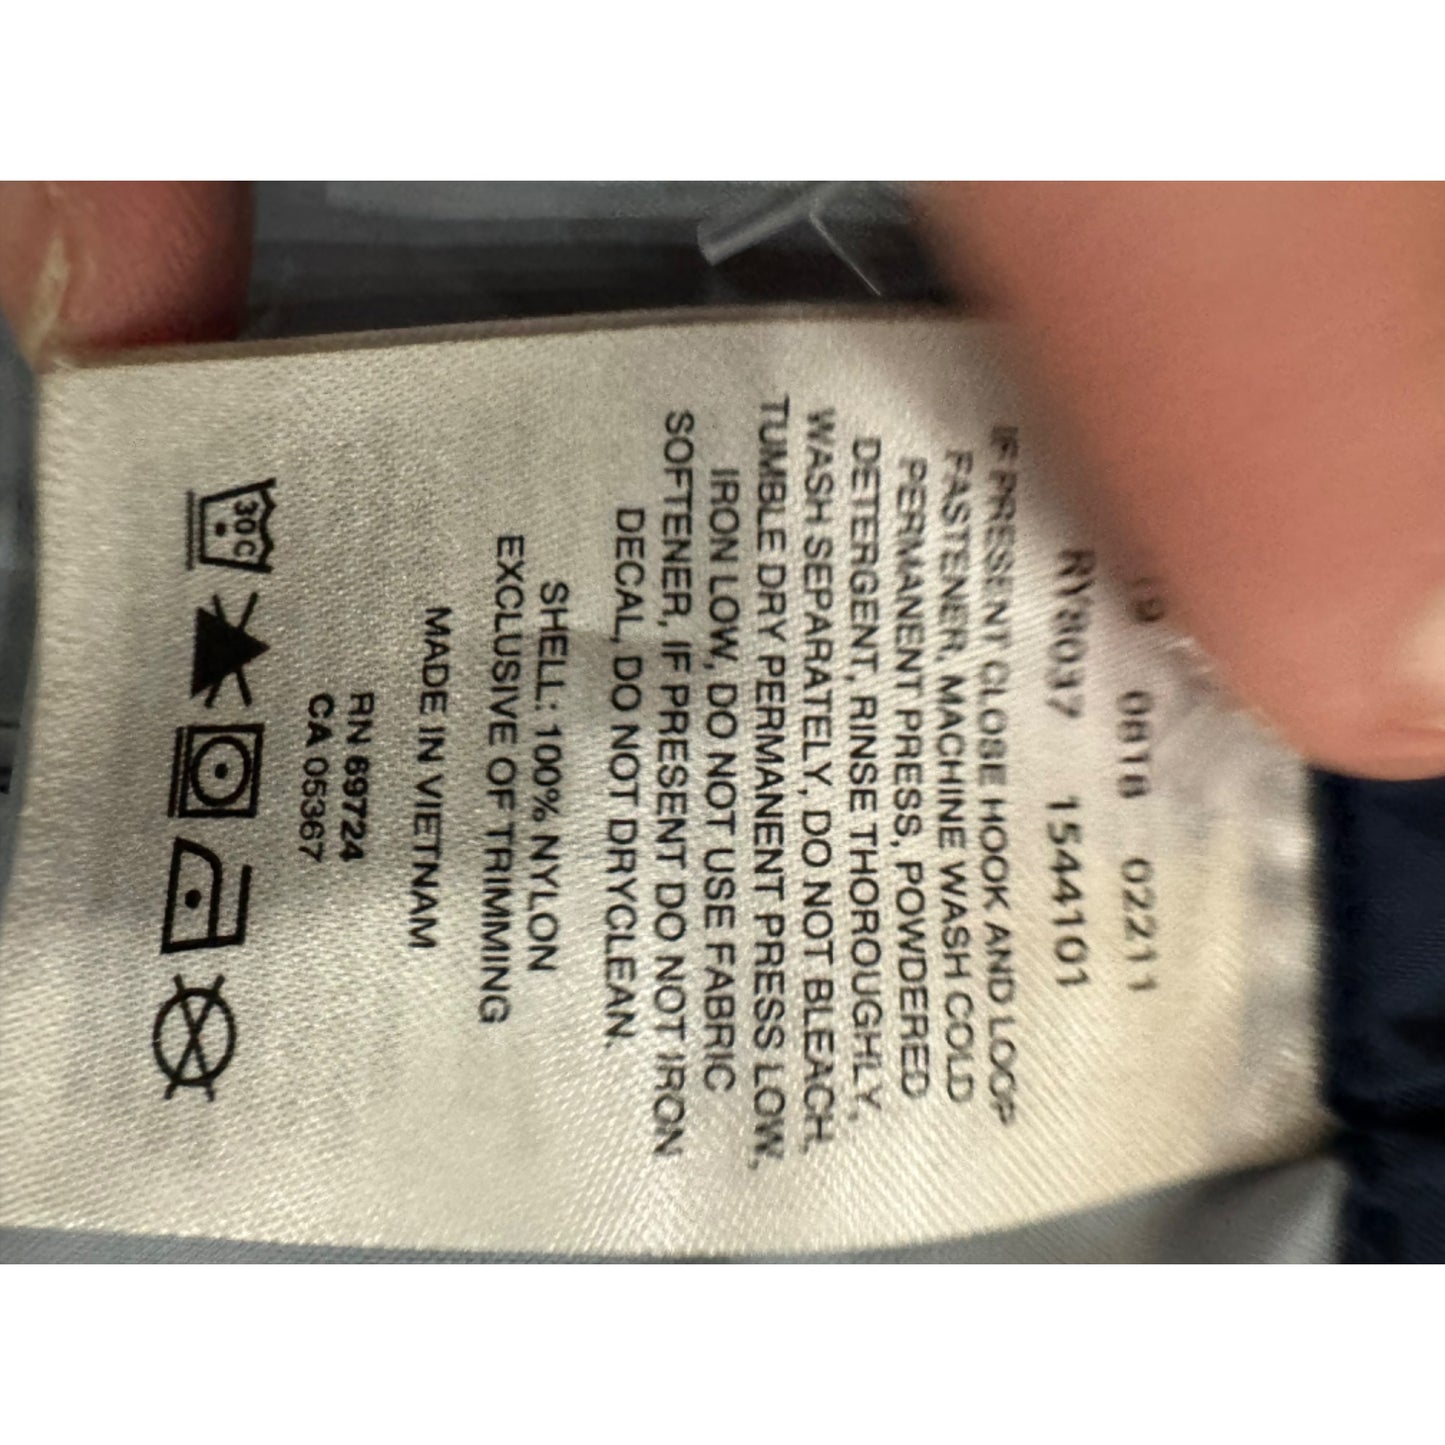 19 0818 02211
RY8037 1544101
IF PRESENT CLOSE HOOK AND LOOP
FASTENER, MACHINE WASH COLD
PERMANENT PRESS, POWDERED
DETERGENT, RINSE THOROUGHLY,
WASH SEPARATELY, DO NOT BLEACH,
TUMBLE DRY PERMANENT PRESS LOW,
IRON LOW, DO NOT USE FABRIC
SOFTENER, IF PRESENT DO NOT IRON
DECAL, DO NOT DRYCLEAN.
SHELL: 100% NYLON
EXCLUSIVE OF TRIMMING
MADE IN VIETNAM
RN 69724
CA 05367
30C